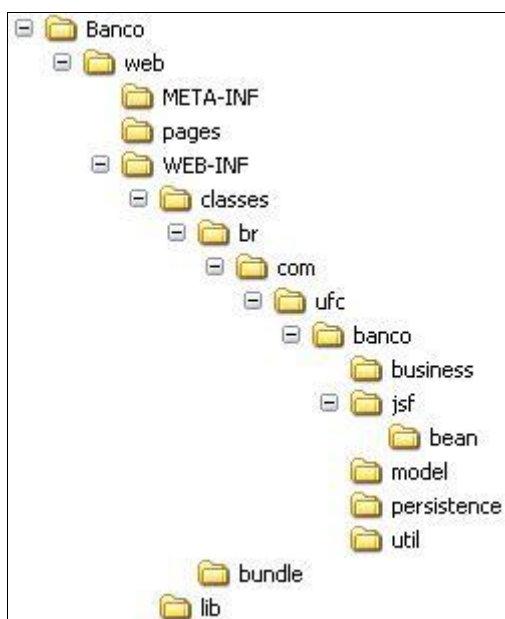 Banco
web
META-INF
pages
WEB-INF
classes
br
com
ufc
banco
business
jsf
bean
model
persistence
util
bundle
lib